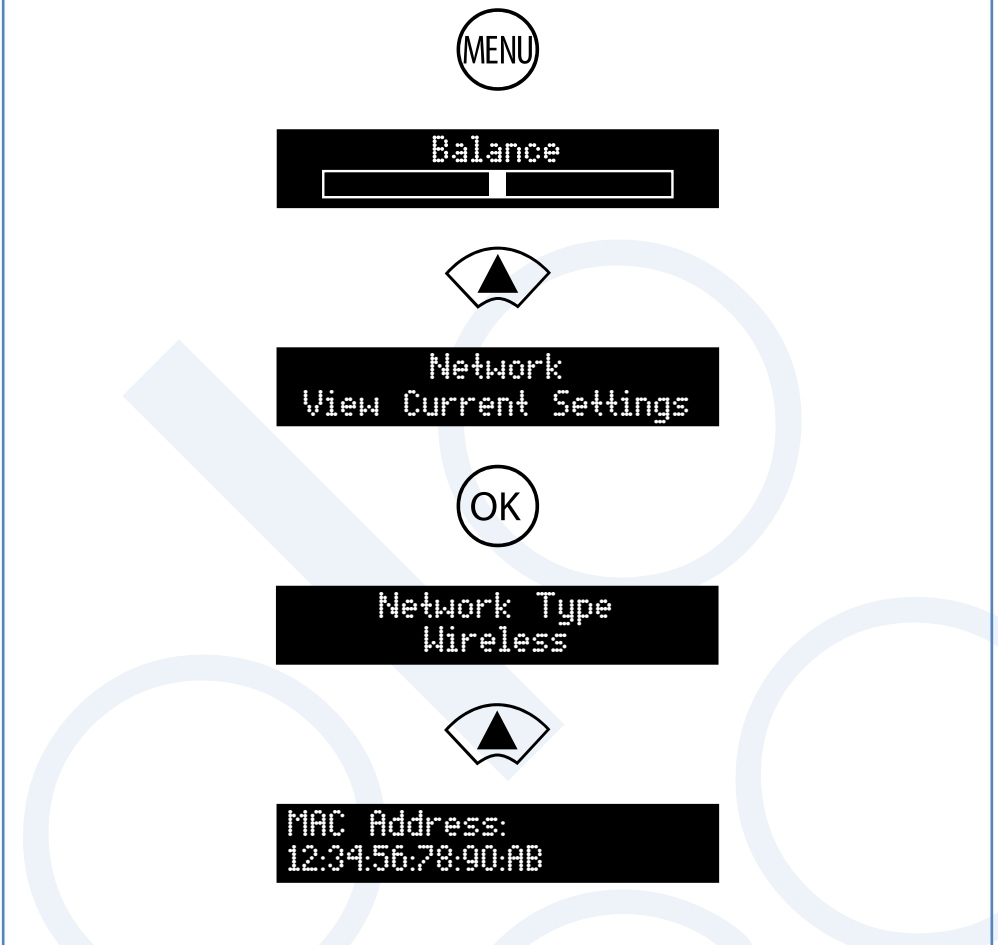 MENU
Balance
Network
View Current Settings
OK
Network Type
Wireless
MAC Address:
12:34:56:78:90:AB